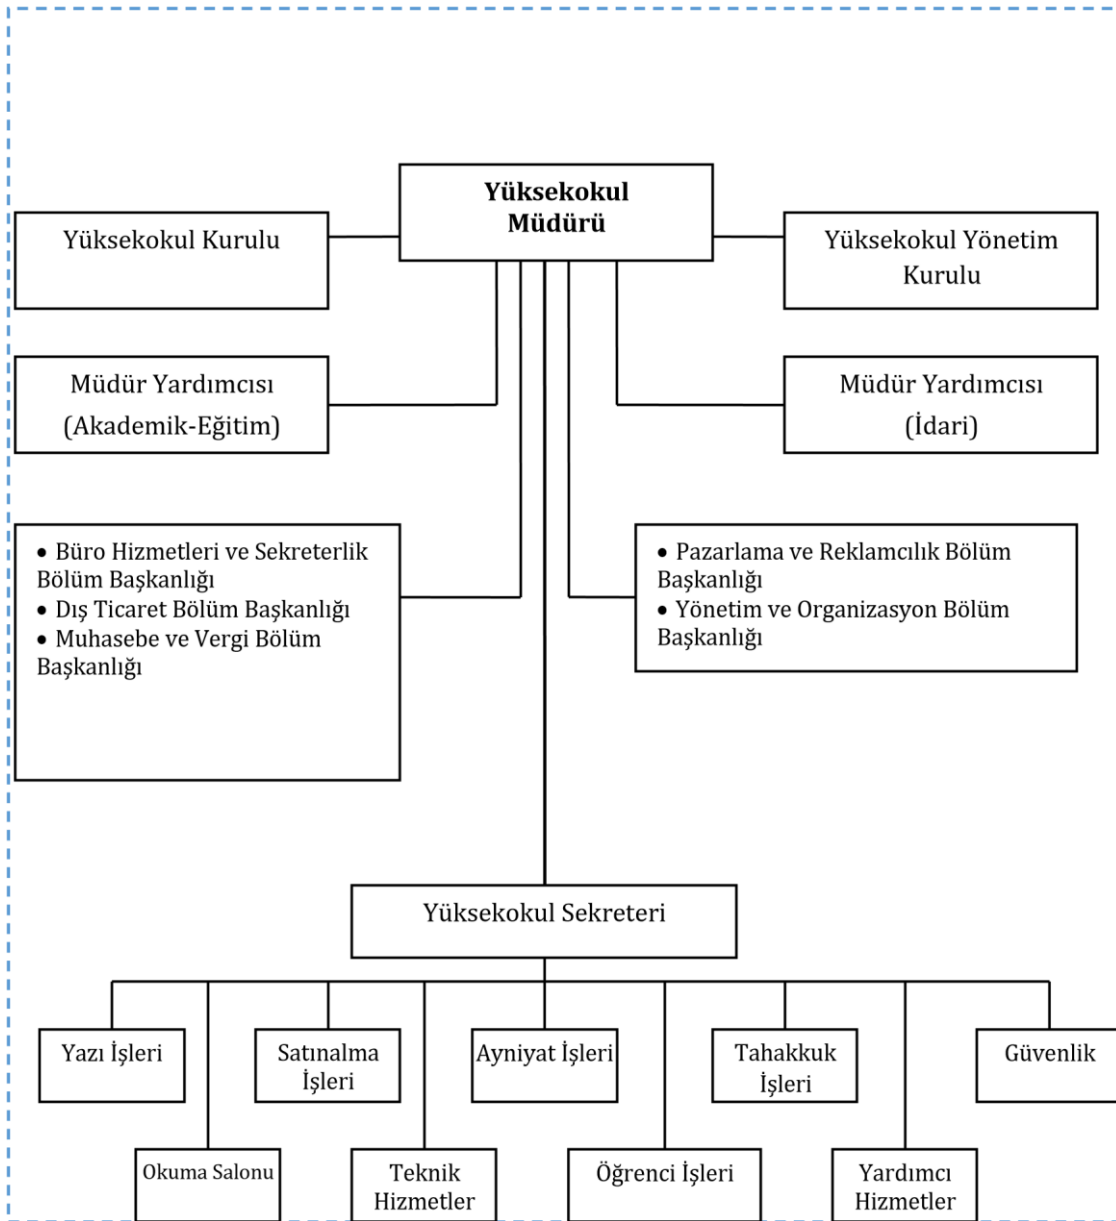 Yüksekokul
Müdürü
Yüksekokul Kurulu
Yüksekokul Yönetim
Kurulu
Müdür Yardımcısı
(Akademik-Eğitim)
Müdür Yardımcısı
(İdari)
• Büro Hizmetleri ve Sekreterlik
Bölüm Başkanlığı
• Dış Ticaret Bölüm Başkanlığı
• Muhasebe ve Vergi Bölüm
Başkanlığı
• Pazarlama ve Reklamcılık Bölüm
Başkanlığı
• Yönetim ve Organizasyon Bölüm
Başkanlığı
Yüksekokul Sekreteri
Yazı İşleri
Satınalma
İşleri
Ayniyat İşleri
Tahakkuk
İşleri
Güvenlik
Okuma Salonu
Teknik
Hizmetler
Öğrenci İşleri
Yardımcı
Hizmetler